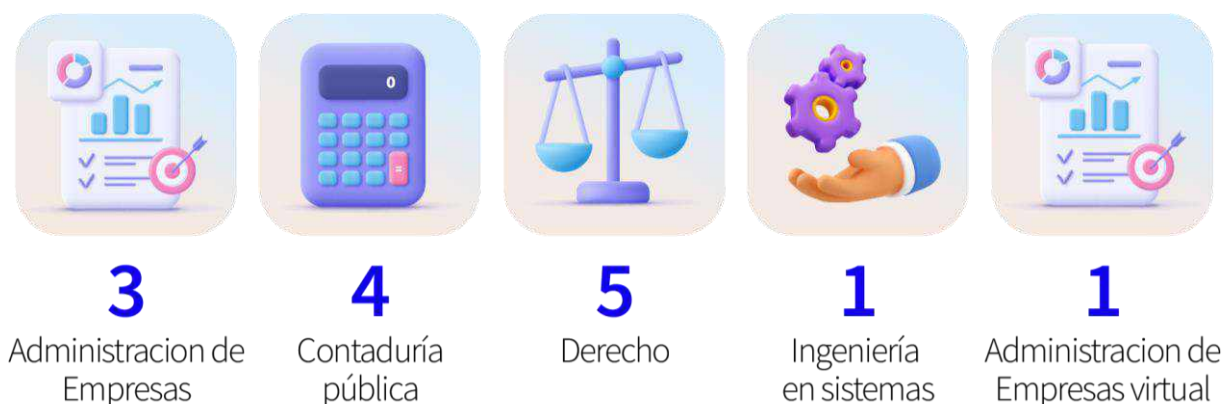 0
=
3
Administracion de
Empresas
4
Contaduría
pública
5
Derecho
1
Ingeniería
en sistemas
1
Administracion de
Empresas virtual